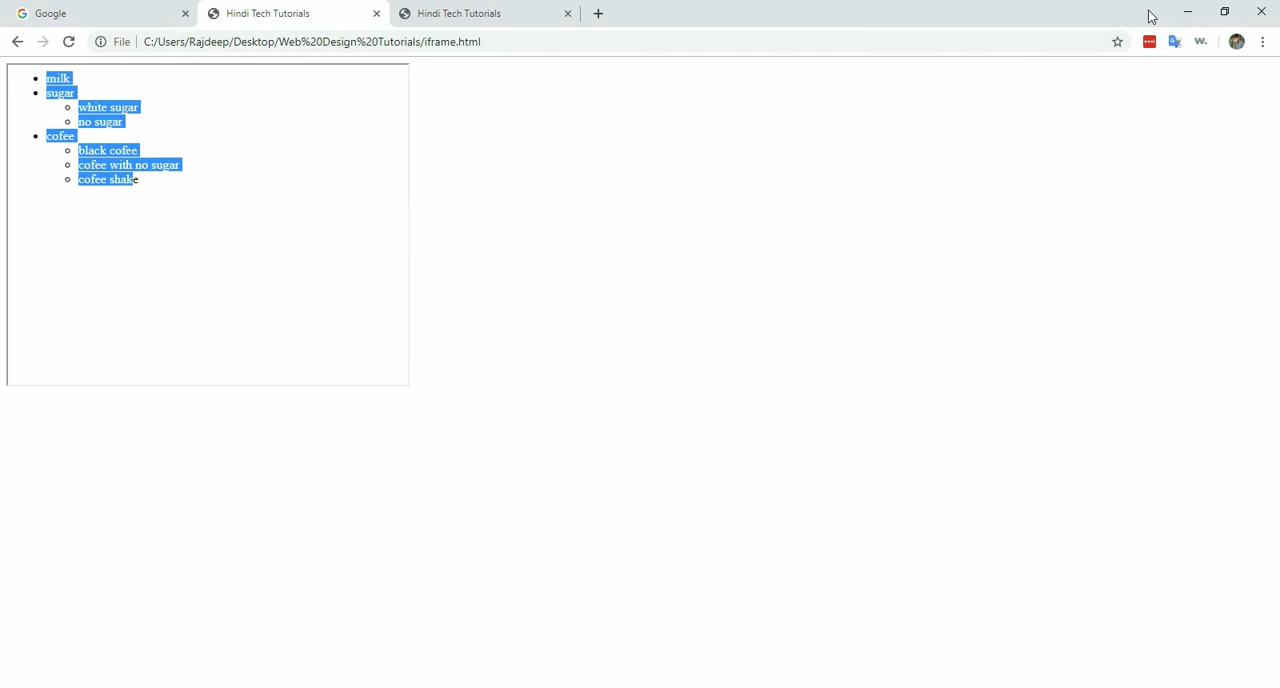 Google
Hindi Tech Tutorials
Hindi Tech Tutorials
File
C:/Users/Rajdeep/Desktop/Web%20Design%20Tutorials/iframe.html
w.
milk
sugar
white sugar
no sugar
cofee
black cofee
cofee with no sugar
cofee shake